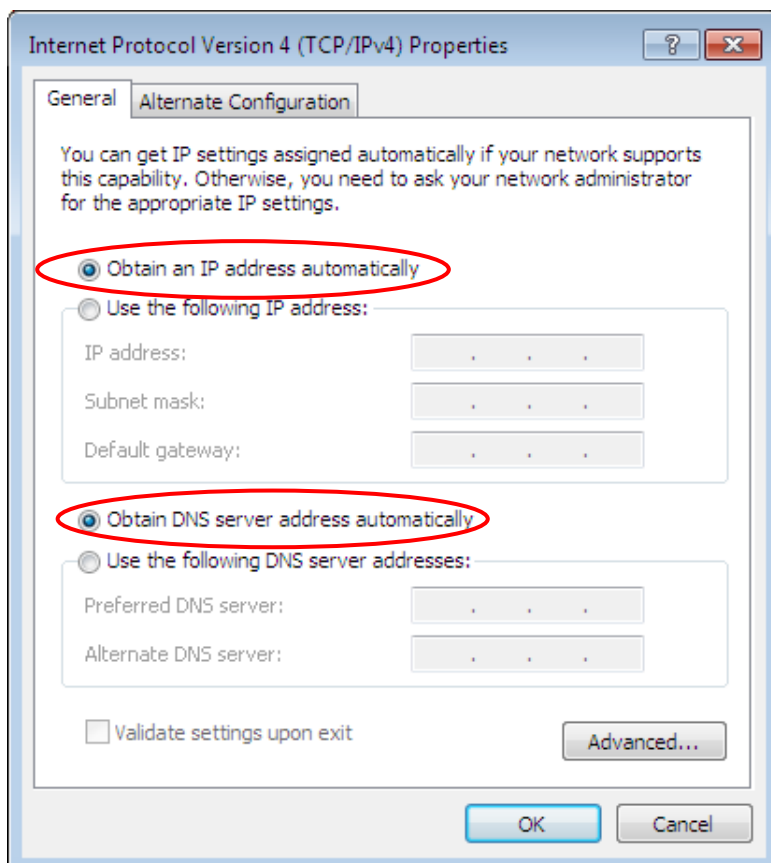 Internet Protocol Version 4 (TCP/IPv4) Properties
?
General
Alternate Configuration
You can get IP settings assigned automatically if your network supports
this capability. Otherwise, you need to ask your network administrator
for the appropriate IP settings.
Obtain an IP address automatically
Use the following IP address:
IP address:
Subnet mask:
Default gateway:
Obtain DNS server address automatically
Use the following DNS server addresses:
Preferred DNS server:
Alternate DNS server:
Validate settings upon exit
Advanced...
OK
Cancel